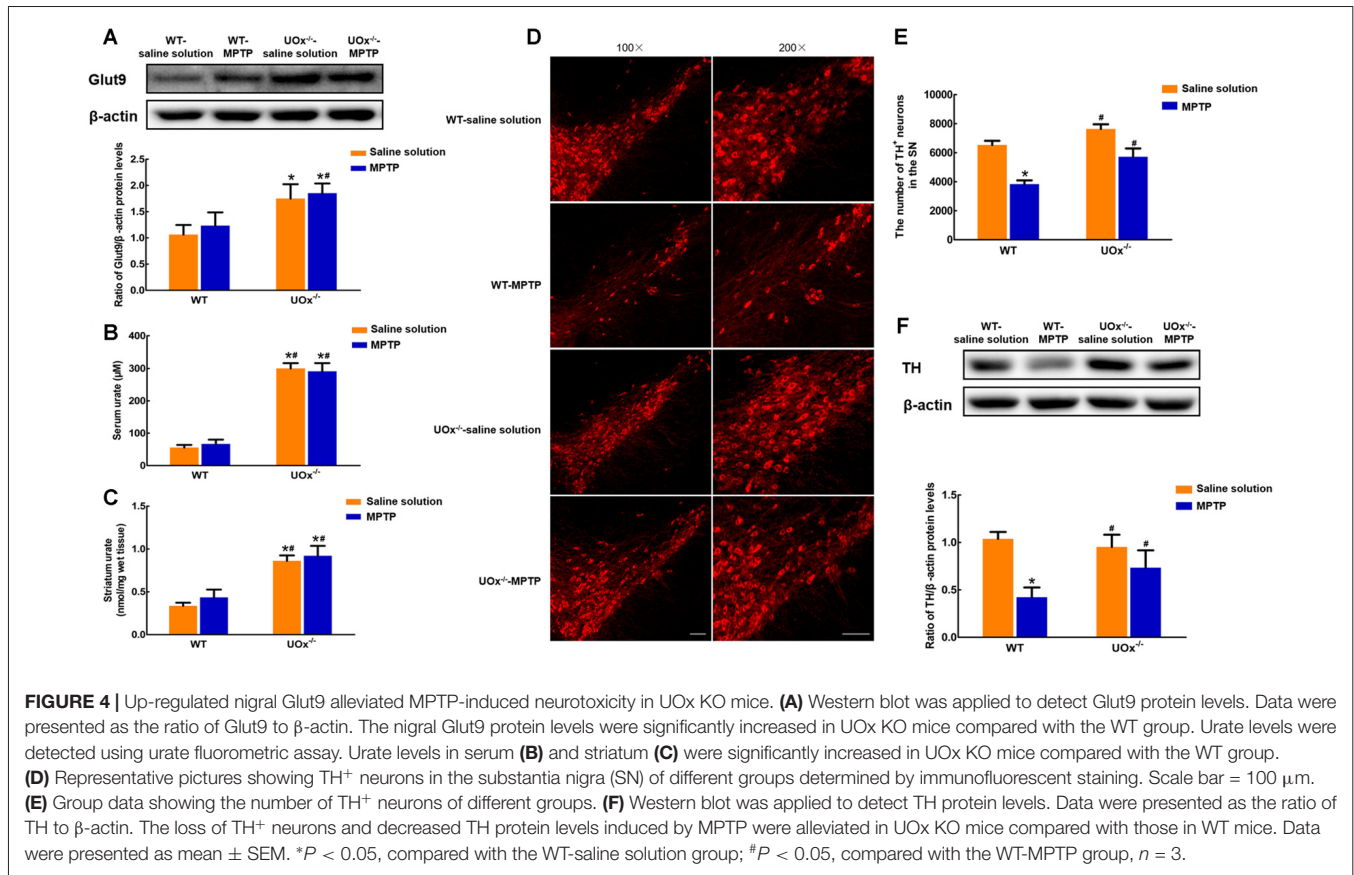 A
WT-
saline solution
WT-
MPTP
UOx-/--
saline solution
UOx-/--
MPTP
Glut9
β-actin
Saline solution
MPTP
Ratio of Glut9/β -actin protein levels
2.5
2.0
1.5
1.0
0.5
0.0
*
*#
WT
UOx-/-
B
Saline solution
MPTP
Serum urate (μM)
400
300
200
100
0
*#
*#
WT
UOx-/-
C
Saline solution
MPTP
Striatum urate
(nmol/mg wet tissue)
1.5
1.0
0.5
0.0
*#
*#
WT
UOx-/-
D
100×
200×
WT-saline solution
WT-MPTP
UOx-/--saline solution
UOx-/--MPTP
E
Saline solution
MPTP
The number of TH+ neurons
in the SN
10000
8000
6000
4000
2000
0
*
#
#
WT
UOx-/-
F
WT-
saline solution
WT-
MPTP
UOx-/--
saline solution
UOx-/--
MPTP
TH
β-actin
Saline solution
MPTP
Ratio of TH/β -actin protein levels
1.5
1.0
0.5
0.0
*
#
#
WT
UOx-/-
FIGURE 4 | Up-regulated nigral Glut9 alleviated MPTP-induced neurotoxicity in UOx KO mice. (A) Western blot was applied to detect Glut9 protein levels. Data were
presented as the ratio of Glut9 to β-actin. The nigral Glut9 protein levels were significantly increased in UOx KO mice compared with the WT group. Urate levels were
detected using urate fluorometric assay. Urate levels in serum (B) and striatum (C) were significantly increased in UOx KO mice compared with the WT group.
(D) Representative pictures showing TH+ neurons in the substantia nigra (SN) of different groups determined by immunofluorescent staining. Scale bar = 100 μm.
(E) Group data showing the number of TH+ neurons of different groups. (F) Western blot was applied to detect TH protein levels. Data were presented as the ratio of
TH to β-actin. The loss of TH+ neurons and decreased TH protein levels induced by MPTP were alleviated in UOx KO mice compared with those in WT mice. Data
were presented as mean ± SEM. *P < 0.05, compared with the WT-saline solution group; #P < 0.05, compared with the WT-MPTP group, n = 3.